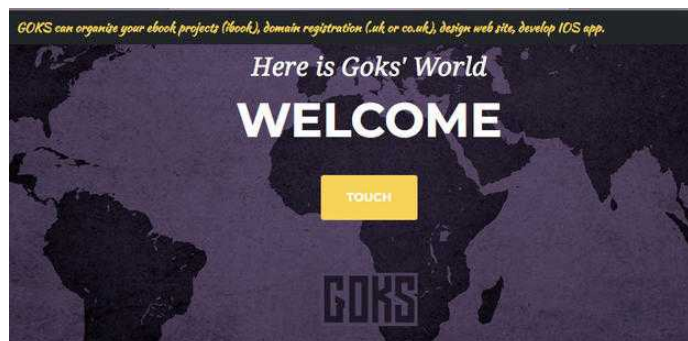 GOKS can organise your ebook projects (ibook), domain registration (.uk or co.uk), design web site, develop IOS app.
Here is Goks' World
WELCOME
TOUCH
GOKS